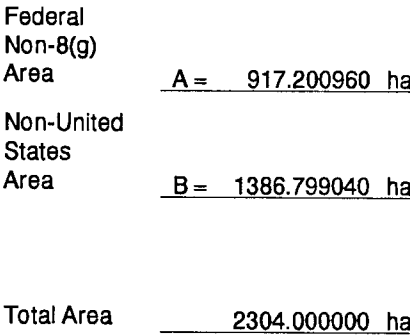 Federal
Non-8(g)
Area A = 917.200960 ha
Non-United
States
Area B = 1386.799040 ha
Total Area 2304.000000 ha